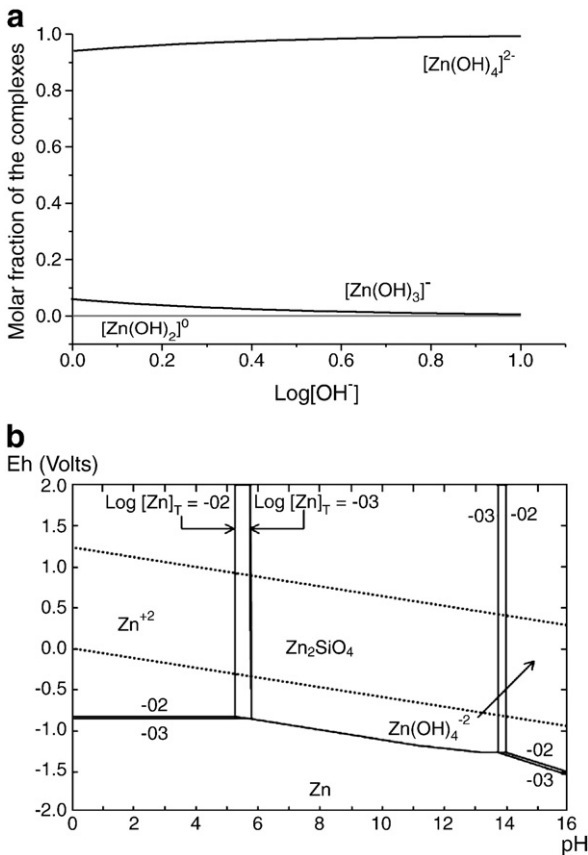 a
Molar fraction of the complexes
1.0
0.8
0.6
0.4
0.2
0.0
[Zn(OH)₄]²⁻
[Zn(OH)₃]⁻
[Zn(OH)₂]⁰
0.0 0.2 0.4 0.6 0.8 1.0
Log[OH⁻]
b
Eh (Volts)
2.0
1.5
1.0
0.5
0.0
-0.5
-1.0
-1.5
-2.0
Log [Zn]T = -02
Log [Zn]T = -03
-03 -02
Zn⁺²
Zn₂SiO₄
Zn(OH)₄⁻²
-02
-03
-02
-03
Zn
0 2 4 6 8 10 12 14 16
pH